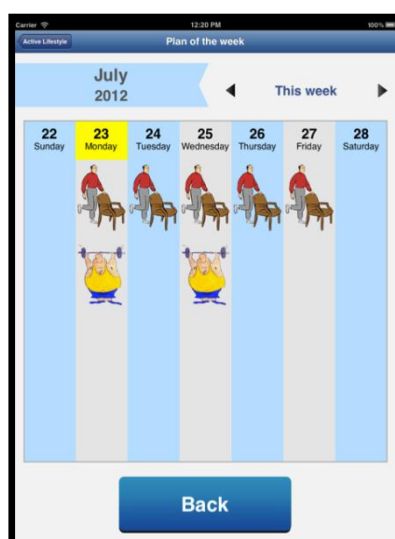 Carrier 12:20 PM 100%
Active Lifestyle Plan of the week
July
2012
This week
22 23 24 25 26 27 28
Sunday Monday Tuesday Wednesday Thursday Friday Saturday
Back